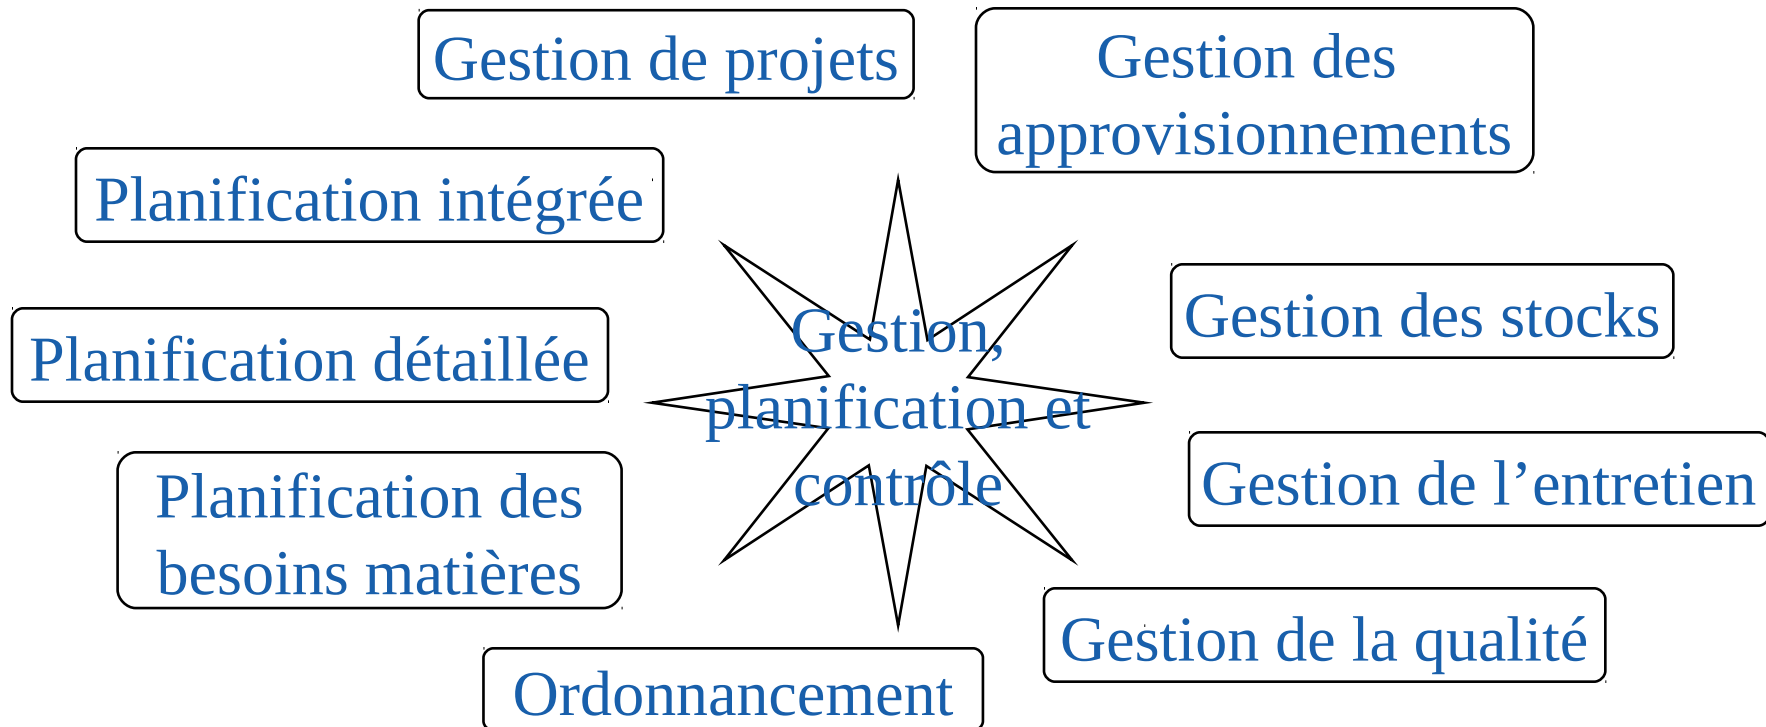 Gestion de projets
Gestion des
approvisionnements
Planification intégrée
Gestion des stocks
Gestion,
planification et
contrôle
Planification détaillée
Gestion de l’entretien
Planification des
besoins matières
Gestion de la qualité
Ordonnancement